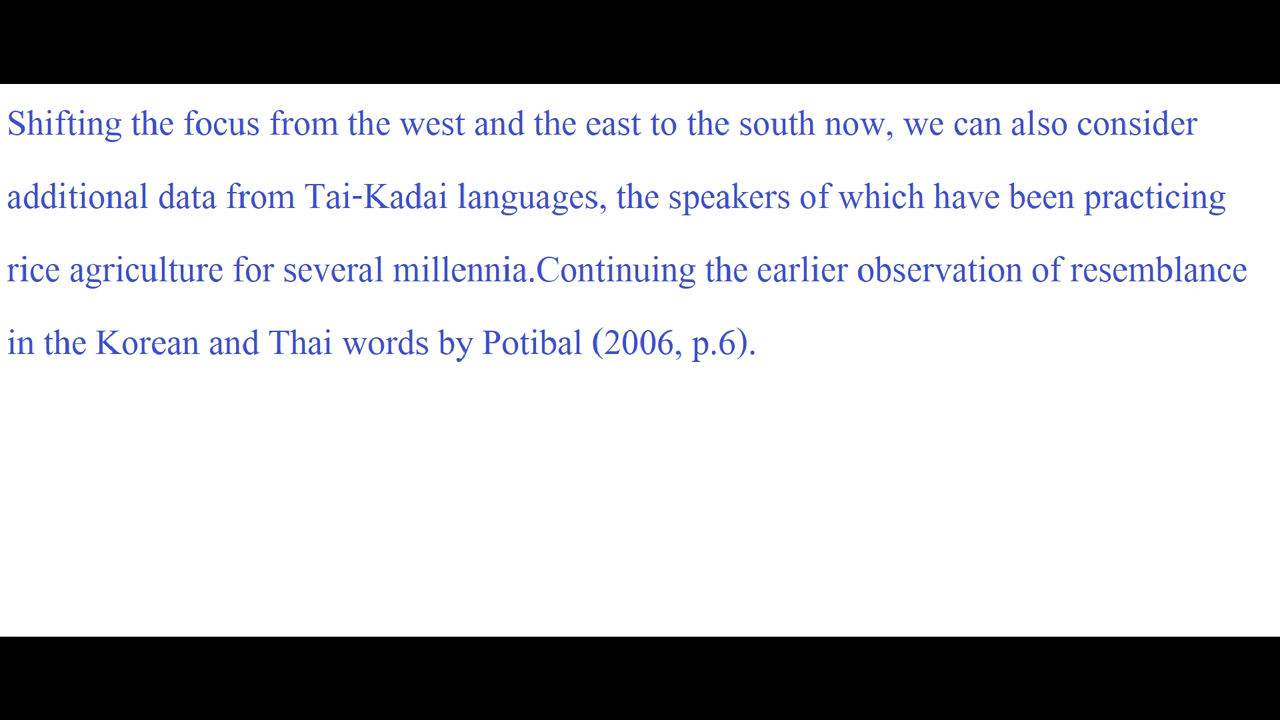 Shifting the focus from the west and the east to the south now, we can also consider
additional data from Tai-Kadai languages, the speakers of which have been practicing
rice agriculture for several millennia.Continuing the earlier observation of resemblance
in the Korean and Thai words by Potibal (2006, p.6).